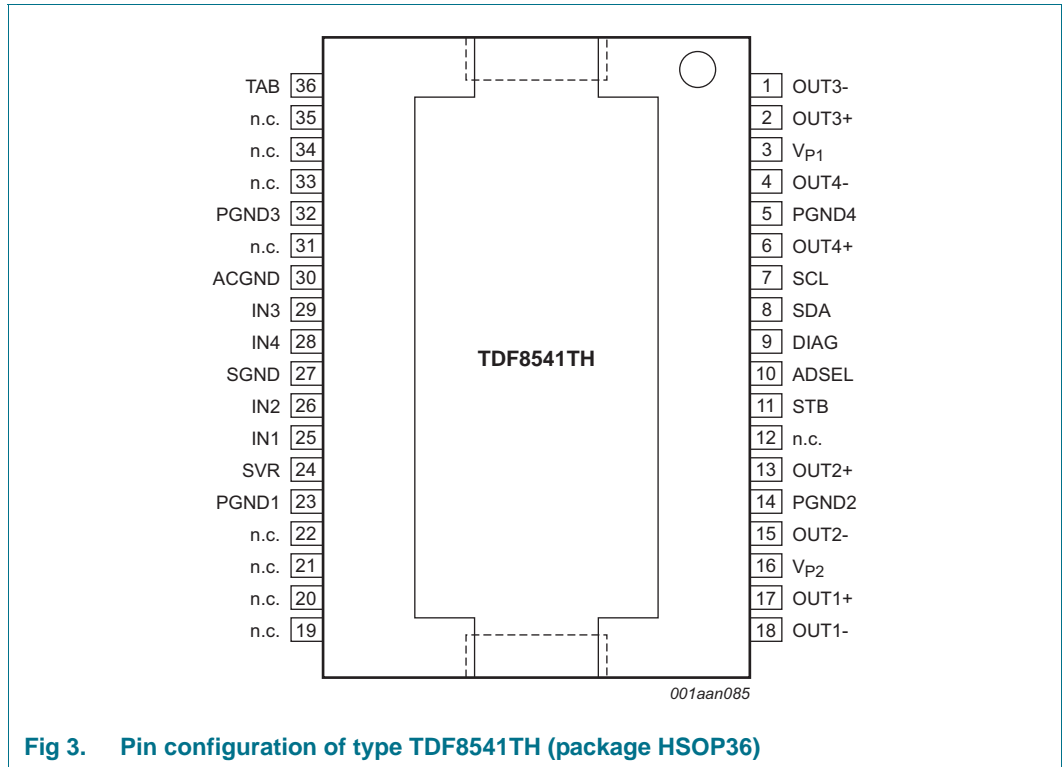 TAB 36 1 OUT3-
n.c. 35 2 OUT3+
n.c. 34 3 VP1
n.c. 33 4 OUT4-
PGND3 32 5 PGND4
n.c. 31 6 OUT4+
ACGND 30 7 SCL
IN3 29 8 SDA
IN4 28 9 DIAG
TDF8541TH
SGND 27 10 ADSEL
IN2 26 11 STB
IN1 25 12 n.c.
SVR 24 13 OUT2+
PGND1 23 14 PGND2
n.c. 22 15 OUT2-
n.c. 21 16 VP2
n.c. 20 17 OUT1+
n.c. 19 18 OUT1-
001aan085
Fig 3. Pin configuration of type TDF8541TH (package HSOP36)